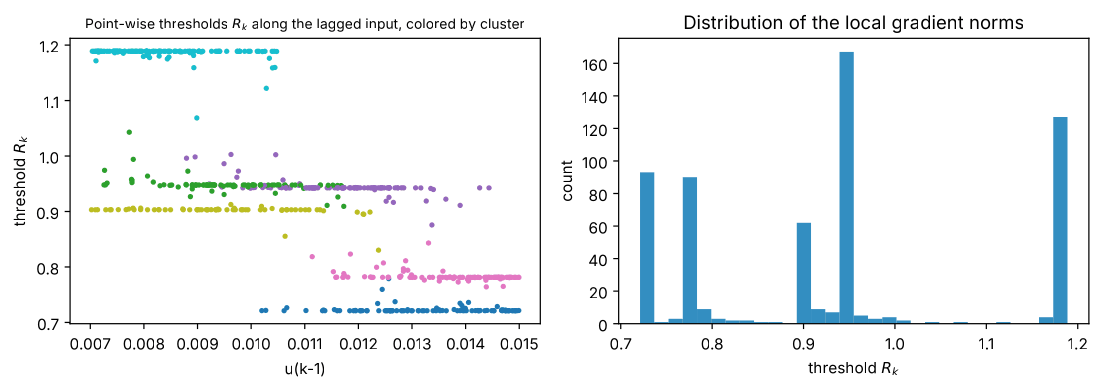 Point-wise thresholds Rₖ along the lagged input, colored by cluster
threshold Rₖ
1.2
1.1
1.0
0.9
0.8
0.7
0.007 0.008 0.009 0.010 0.011 0.012 0.013 0.014 0.015
u(k-1)
Distribution of the local gradient norms
count
160
140
120
100
80
60
40
20
0
0.7 0.8 0.9 1.0 1.1 1.2
threshold Rₖ